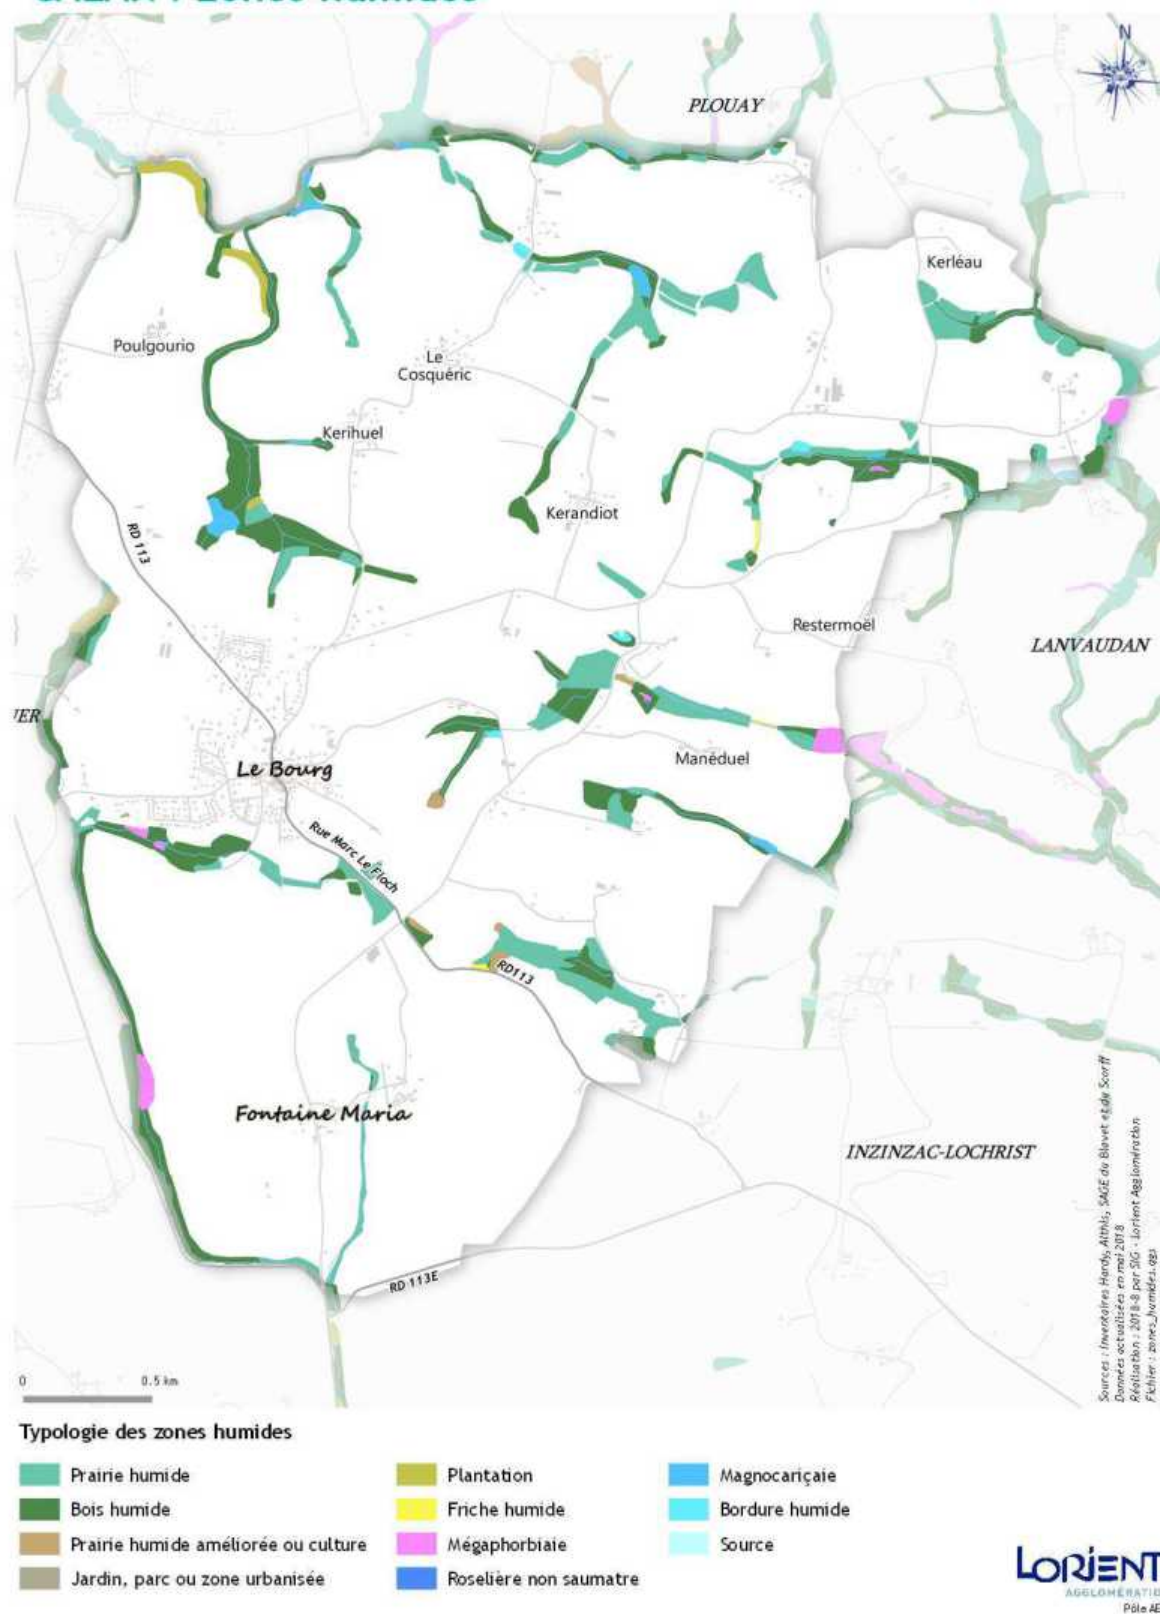 N
PLOUAY
Kerléau
Poulgourio
Le
Cosquéric
Kerihuel
Kerandiot
RD 113
Restermoël
LANVAUDAN
Manéduel
Le Bourg
Rue Marc Le Floch
RD113
Fontaine Maria
INZINZAC-LOCHRIST
RD 113E
Sources : Inventaires Hardy, Althis, SAGE du Blavet et du Scorff
Données actualisées en mai 2018
Réalisation : 2018-8 par SIG - Lorient Agglomération
Fichier : zones_humides.qgs
0 0.5 km
Typologie des zones humides
Prairie humide
Bois humide
Prairie humide améliorée ou culture
Jardin, parc ou zone urbanisée
Plantation
Friche humide
Mégaphorbiaie
Roselière non saumatre
Magnocariçaie
Bordure humide
Source
LORIENT
AGGLOMÉRATIO
Pôle AE